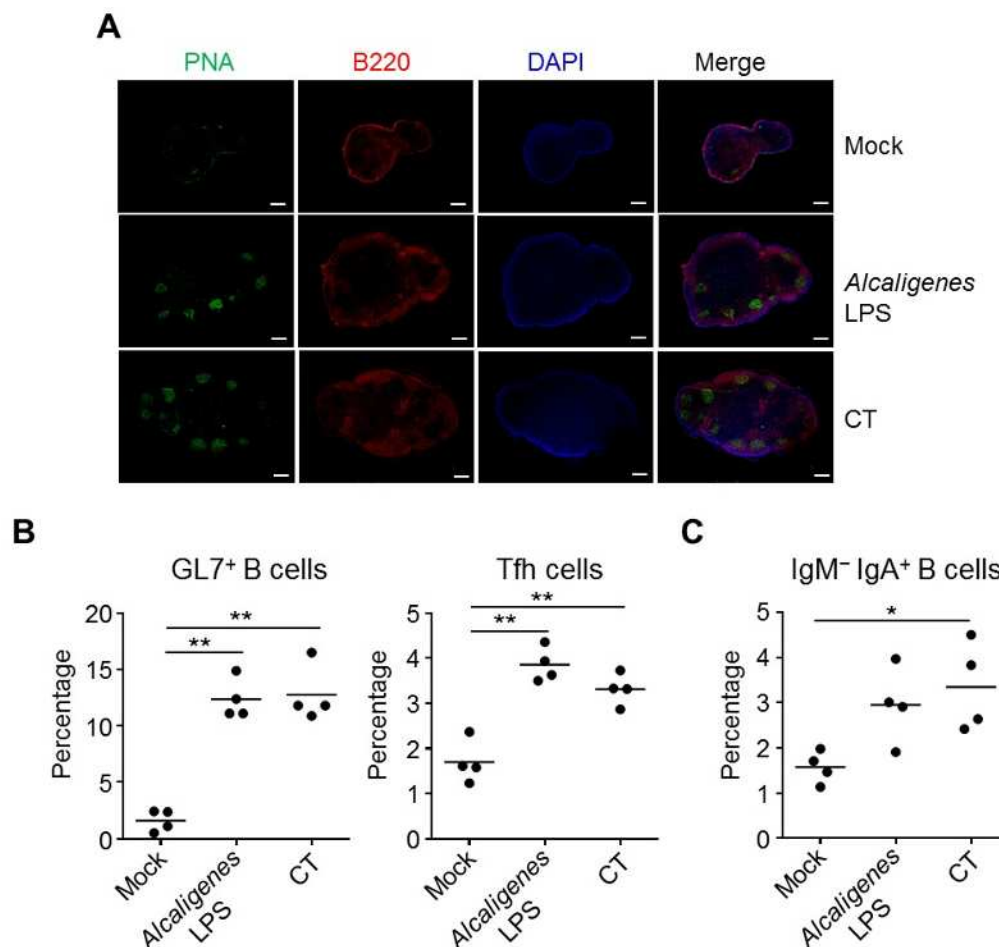 A
PNA B220 DAPI Merge
Mock
Alcaligenes
LPS
CT
B
GL7⁺ B cells
Percentage
20
15
10
5
0
**
**
Mock
Alcaligenes
LPS
CT
Tfh cells
Percentage
5
4
3
2
1
0
**
**
Mock
Alcaligenes
LPS
CT
C
IgM⁻ IgA⁺ B cells
Percentage
5
4
3
2
1
0
*
Mock
Alcaligenes
LPS
CT